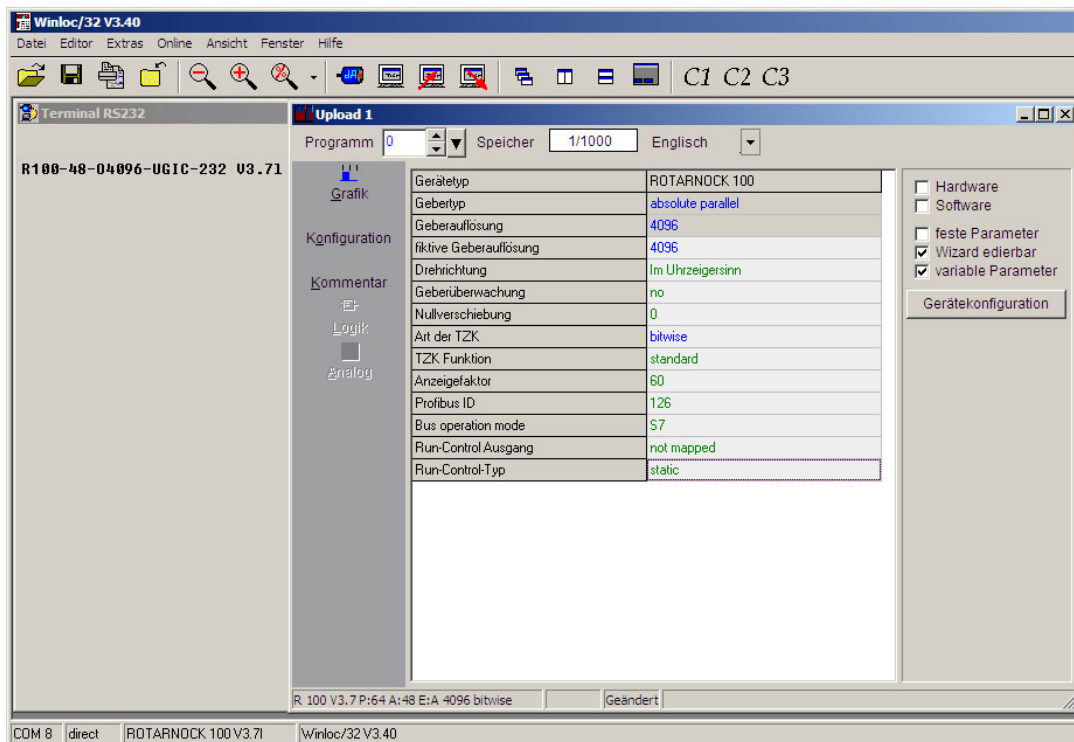 Winloc/32 V3.40
Datei Editor Extras Online Ansicht Fenster Hilfe
C1 C2 C3
Terminal RS232
Upload 1
Programm 0 Speicher 1/1000 Englisch
R100-48-04096-UGIC-232 V3.7l
Grafik
Konfiguration
Kommentar
Logik
Analog
Gerätetyp ROTARNOCK 100
Gebertyp absolute parallel
Geberauflösung 4096
fiktive Geberauflösung 4096
Drehrichtung Im Uhrzeigersinn
Geberüberwachung no
Nullverschiebung 0
Art der TZK bitwise
TZK Funktion standard
Anzeigefaktor 60
Profibus ID 126
Bus operation mode S7
Run-Control Ausgang not mapped
Run-Control-Typ static
Hardware
Software
feste Parameter
Wizard edierbar
variable Parameter
Gerätekonfiguration
R 100 V3.7 P:64 A:48 E:A 4096 bitwise Geändert
COM 8 direct ROTARNOCK 100 V3.7l Winloc/32 V3.40